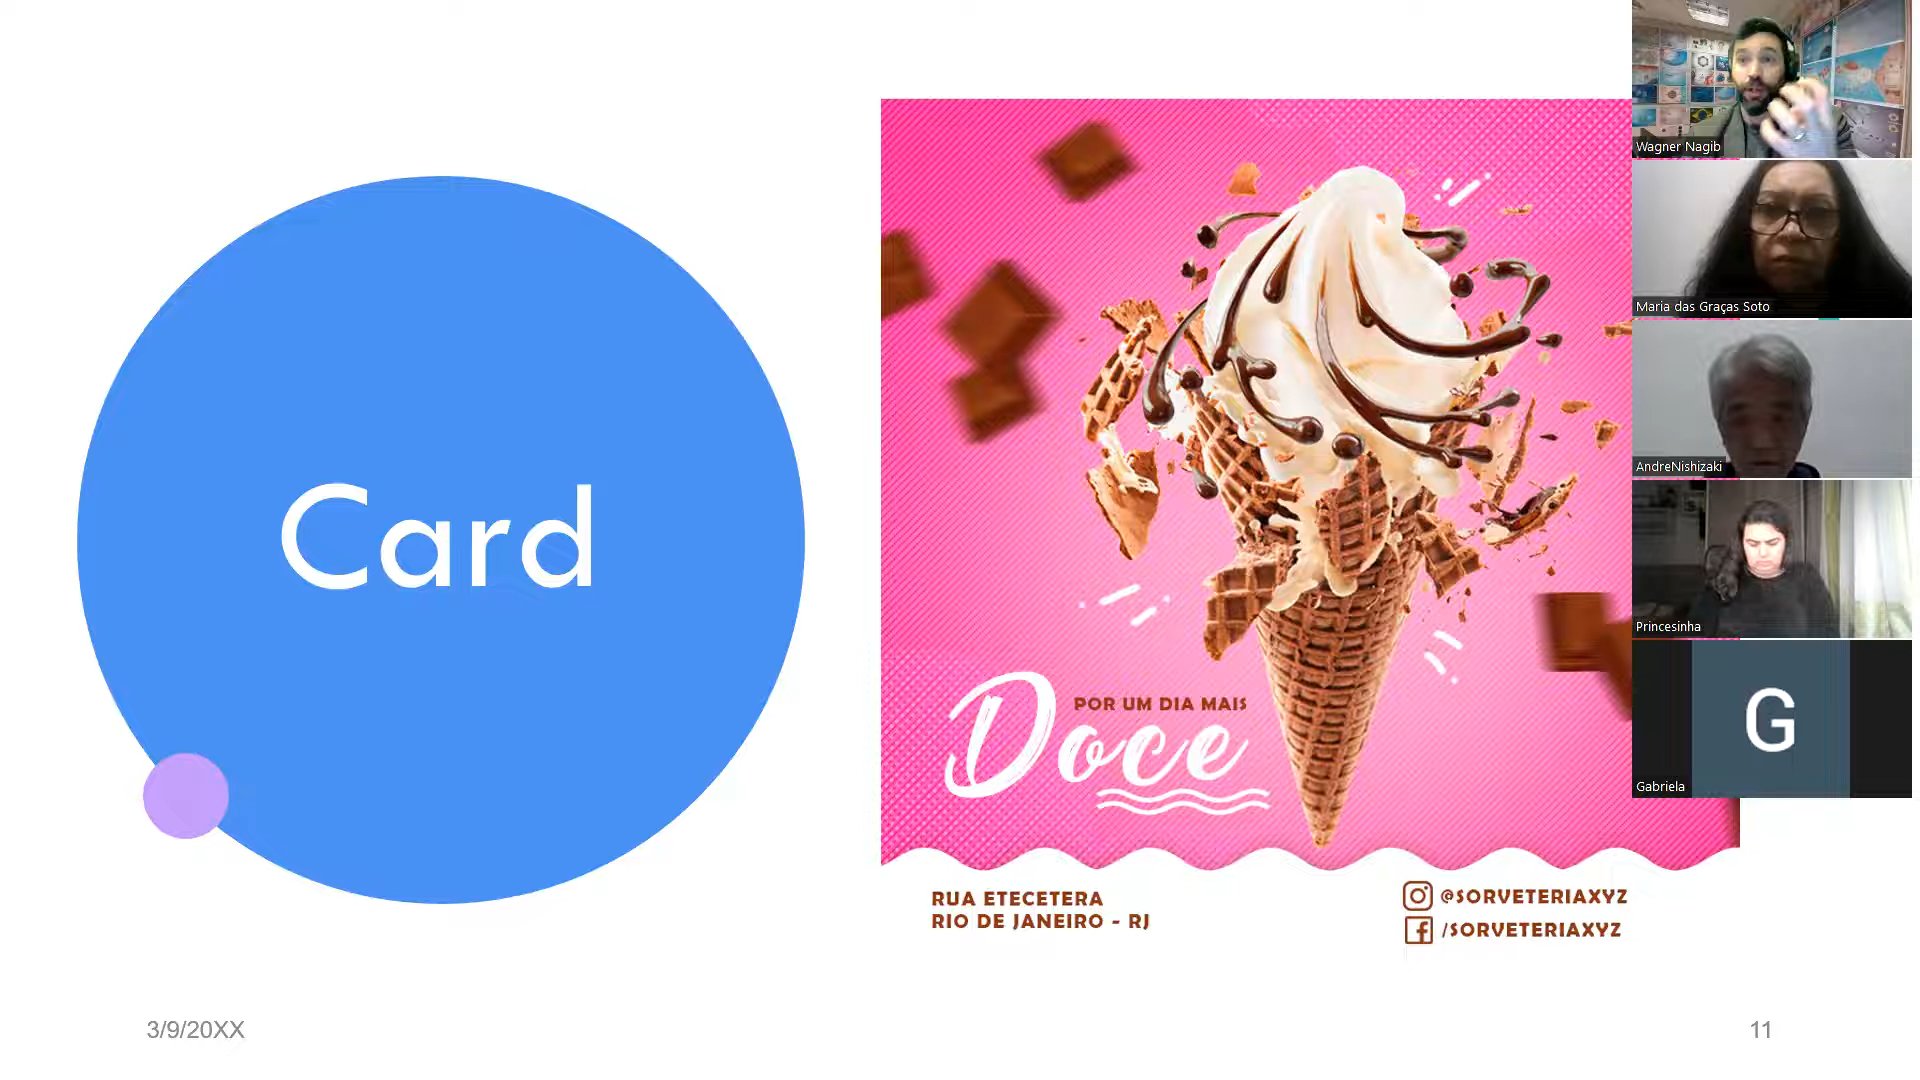 Card
POR UM DIA MAIS
Doce
RUA ETECETERA
RIO DE JANEIRO - RJ
@SORVETERIAXYZ
/SORVETERIAXYZ
3/9/20XX
11
Wagner Nagib
Maria das Graças Soto
AndreNishizaki
Princesinha
G
Gabriela